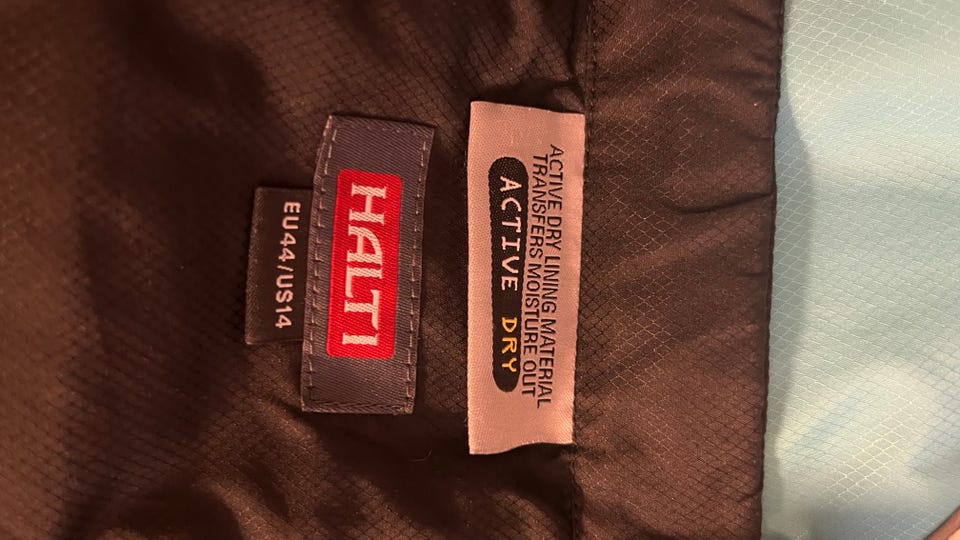 ACTIVE DRY LINING MATERIAL
TRANSFERS MOISTURE OUT
ACTIVE DRY
HALTI
EU44/US14